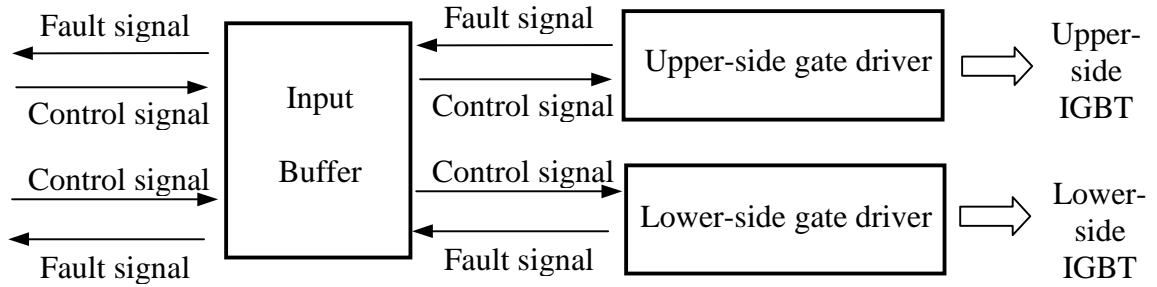 Fault signal
Control signal
Control signal
Fault signal
Input
Buffer
Fault signal
Control signal
Control signal
Fault signal
Upper-side gate driver
Lower-side gate driver
Upper-
side
IGBT
Lower-
side
IGBT